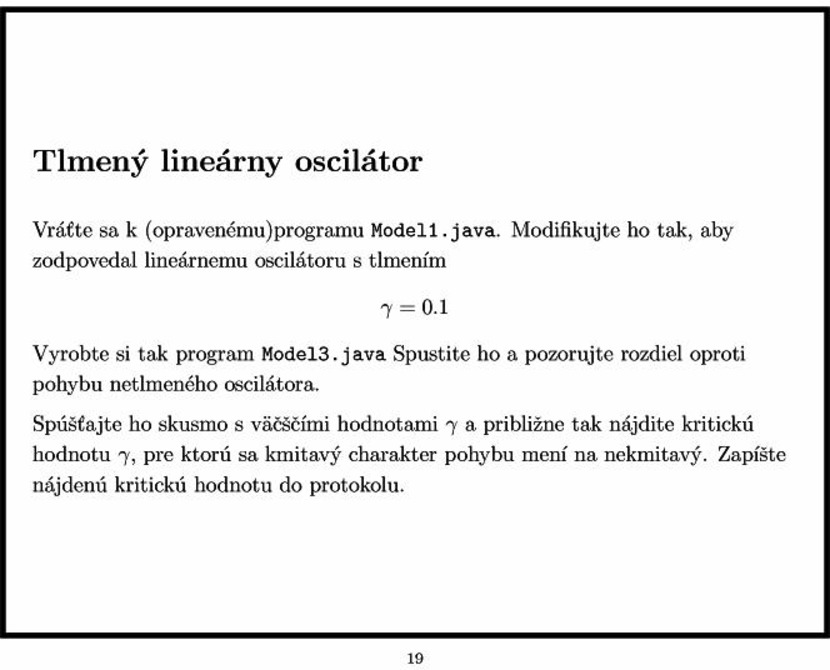 Tlmený lineárny oscilátor
Vráťte sa k (opravenému)programu Model1.java. Modifikujte ho tak, aby
zodpovedal lineárnemu oscilátoru s tlmením
γ = 0.1
Vyrobte si tak program Model3.java Spustite ho a pozorujte rozdiel oproti
pohybu netlmeného oscilátora.
Spúšťajte ho skusmo s väčščími hodnotami γ a približne tak nájdite kritickú
hodnotu γ, pre ktorú sa kmitavý charakter pohybu mení na nekmitavý. Zapíšte
nájdenú kritickú hodnotu do protokolu.
19